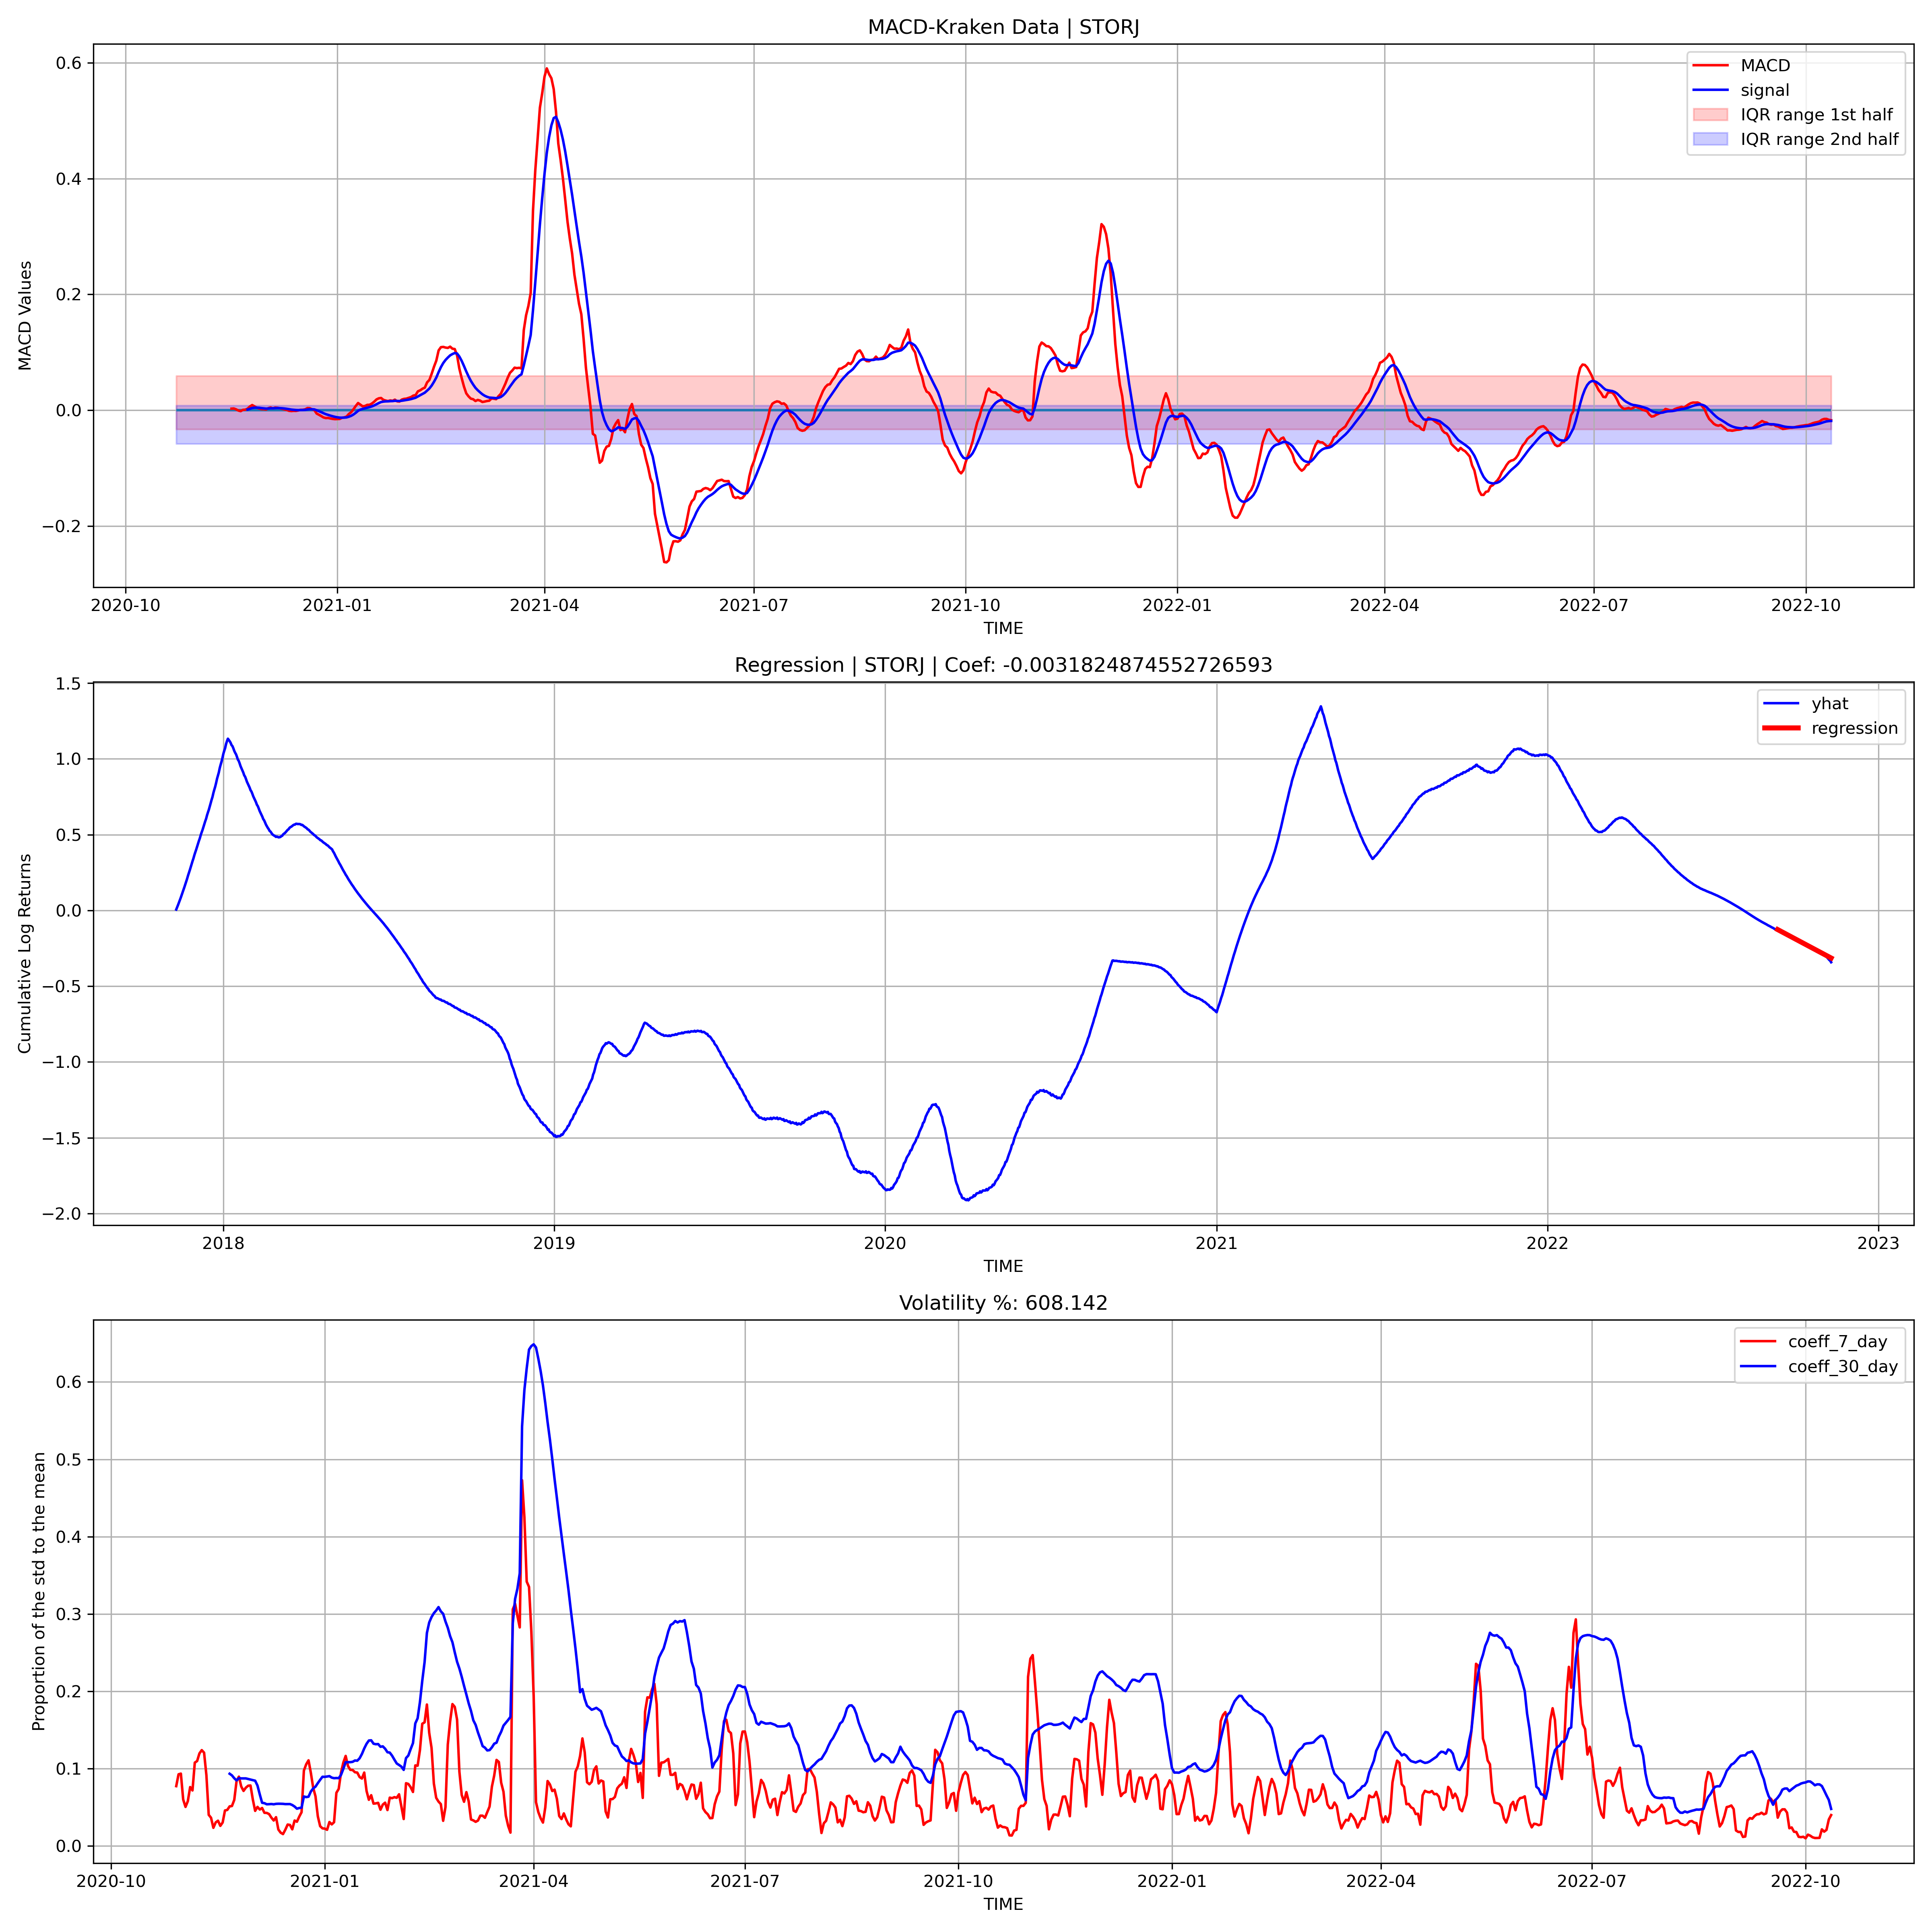 MACD-Kraken Data | STORJ
MACD Values
0.6
0.4
0.2
0.0
−0.2
MACD
signal
IQR range 1st half
IQR range 2nd half
2020-10 2021-01 2021-04 2021-07 2021-10 2022-01 2022-04 2022-07 2022-10
TIME
Regression | STORJ | Coef: -0.0031824874552726593
Cumulative Log Returns
1.5
1.0
0.5
0.0
−0.5
−1.0
−1.5
−2.0
yhat
regression
2018 2019 2020 2021 2022 2023
TIME
Volatility %: 608.142
Proportion of the std to the mean
0.6
0.5
0.4
0.3
0.2
0.1
0.0
coeff_7_day
coeff_30_day
2020-10 2021-01 2021-04 2021-07 2021-10 2022-01 2022-04 2022-07 2022-10
TIME